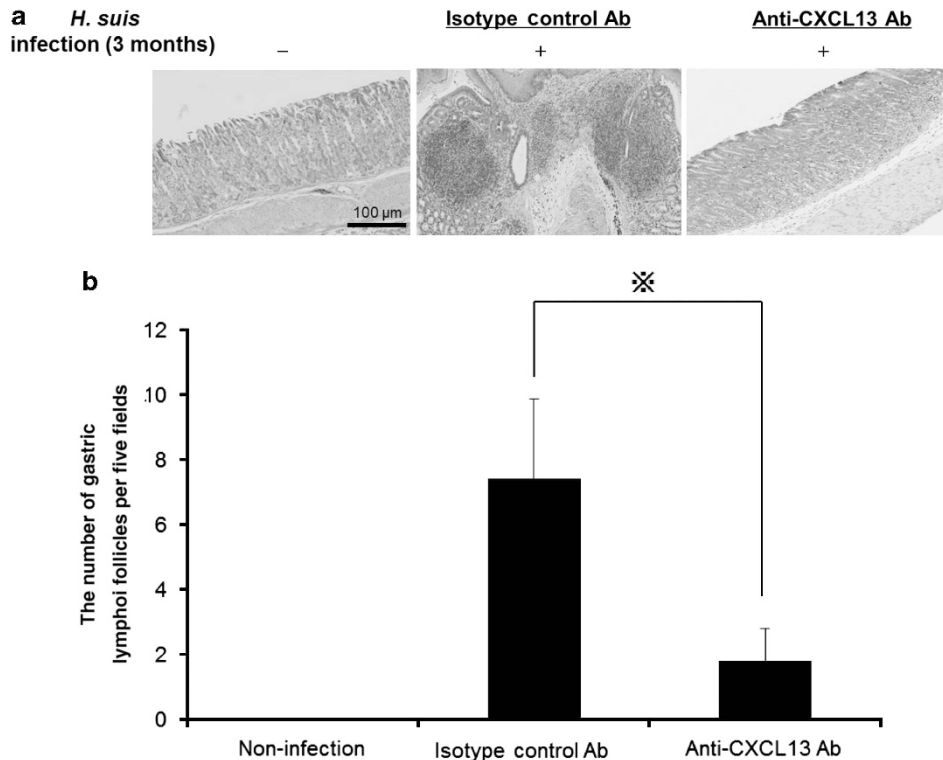 a H. suis
infection (3 months)
Isotype control Ab
Anti-CXCL13 Ab
– + +
100 µm
b
※
The number of gastric
lymphoi follicles per five fields
12
10
8
6
4
2
0
Non-infection Isotype control Ab Anti-CXCL13 Ab